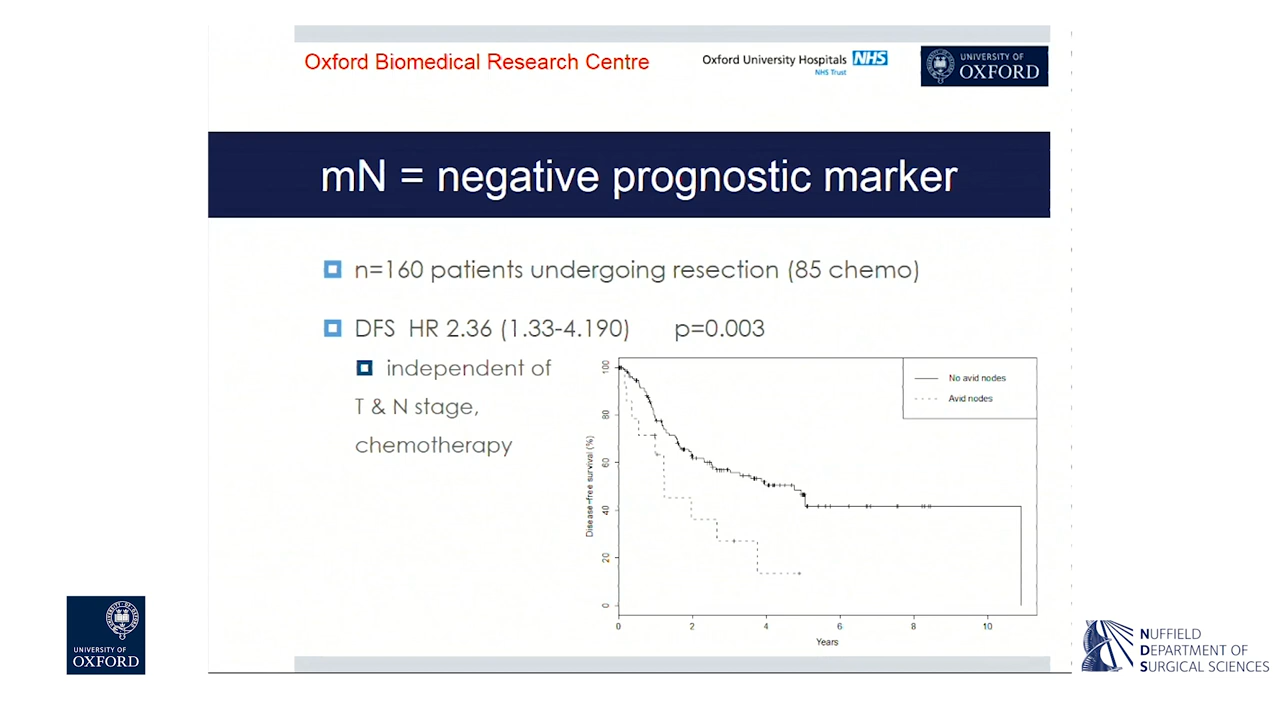 Oxford Biomedical Research Centre
Oxford University Hospitals NHS
NHS Trust
UNIVERSITY OF
OXFORD
mN = negative prognostic marker
n=160 patients undergoing resection (85 chemo)
DFS HR 2.36 (1.33-4.190) p=0.003
independent of
T & N stage,
chemotherapy
No avid nodes
Avid nodes
Disease-free survival (%)
100
80
60
40
20
0
0 2 4 6 8 10
Years
UNIVERSITY OF
OXFORD
NUFFIELD
DEPARTMENT OF
SURGICAL SCIENCES